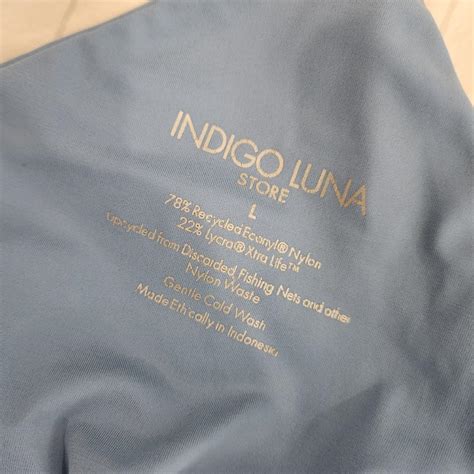 INDIGO LUNA
STORE
L
78% Recycled Econyl® Nylon
22% Lycra® Xtra Life™
Upcycled from Discarded Fishing Nets and other
Nylon Waste
Gentle Cold Wash
Made Ethically in Indonesia